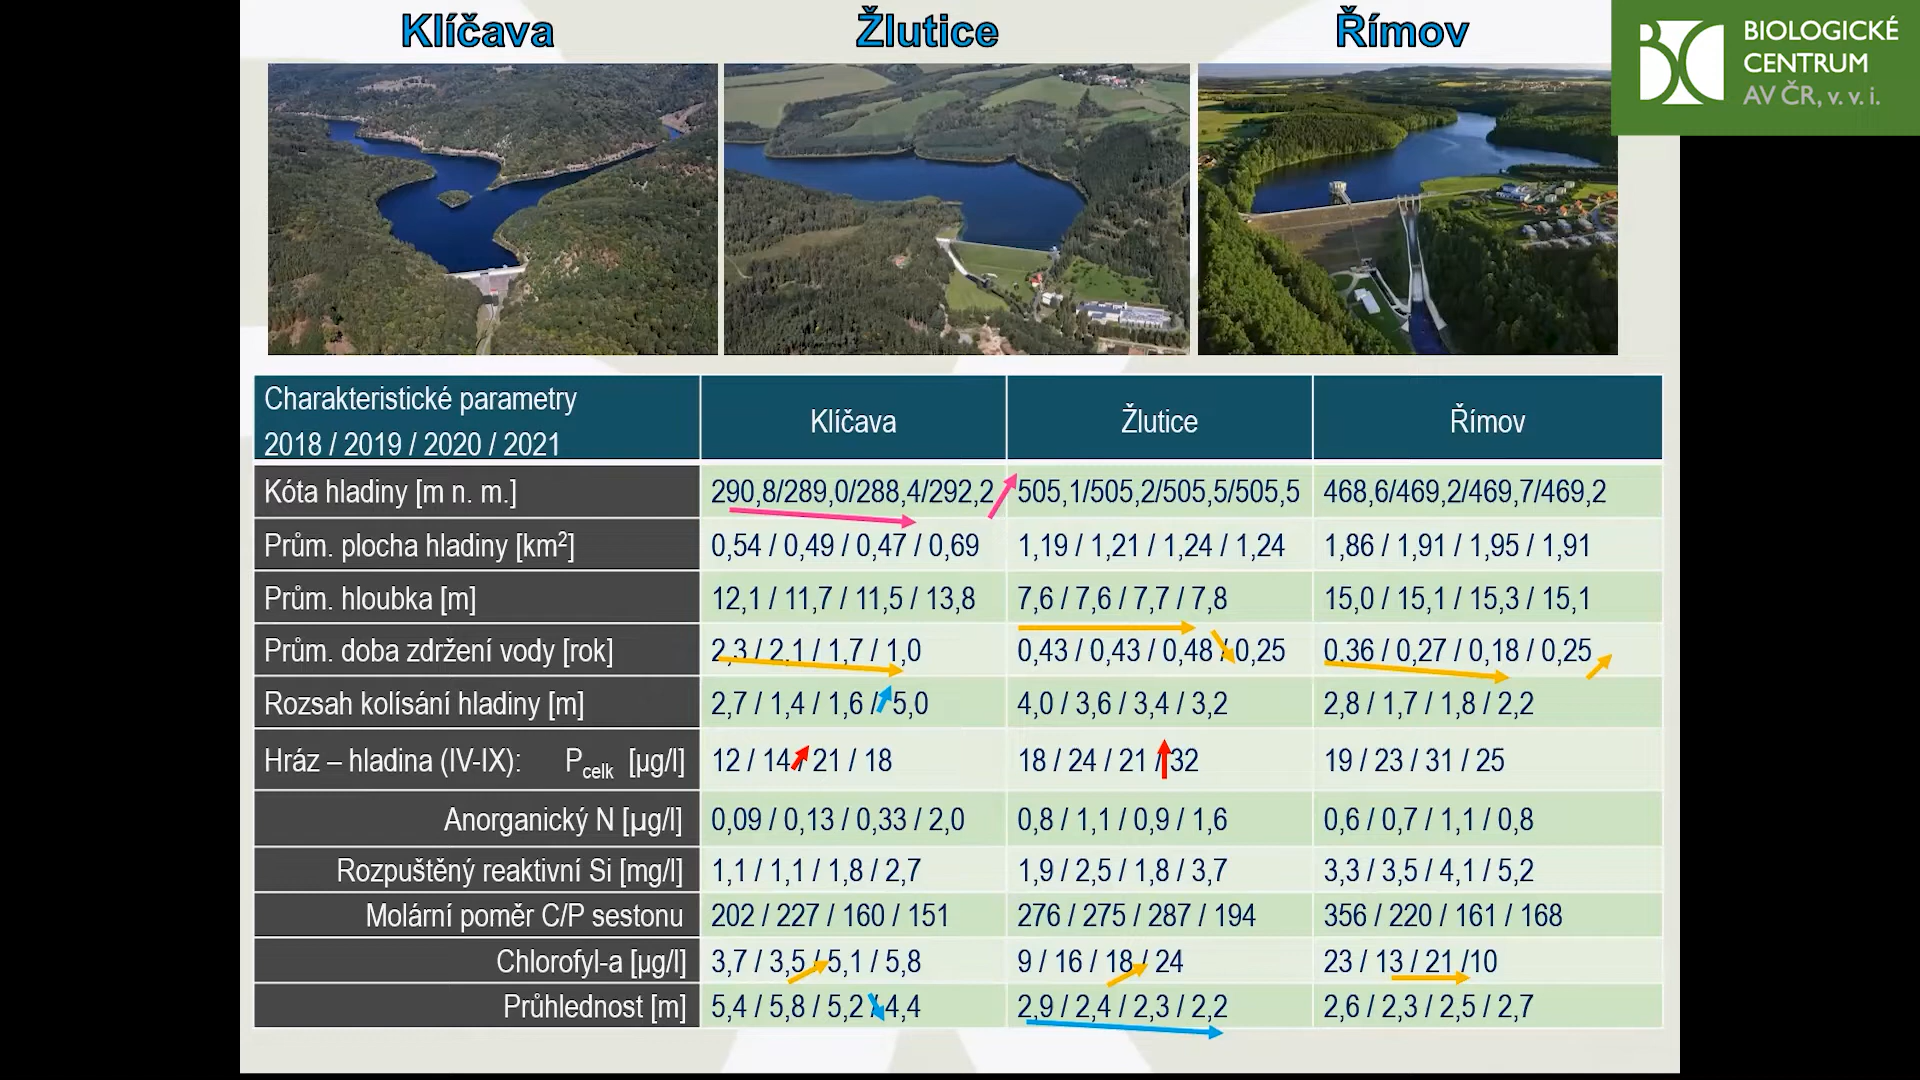 Klíčava
Žlutice
Římov
BIOLOGICKÉ
CENTRUM
AV ČR, v. v. i.
Charakteristické parametry
2018 / 2019 / 2020 / 2021
Klíčava
Žlutice
Římov
Kóta hladiny [m n. m.]
290,8/289,0/288,4/292,2
505,1/505,2/505,5/505,5
468,6/469,2/469,7/469,2
Prům. plocha hladiny [km²]
0,54 / 0,49 / 0,47 / 0,69
1,19 / 1,21 / 1,24 / 1,24
1,86 / 1,91 / 1,95 / 1,91
Prům. hloubka [m]
12,1 / 11,7 / 11,5 / 13,8
7,6 / 7,6 / 7,7 / 7,8
15,0 / 15,1 / 15,3 / 15,1
Prům. doba zdržení vody [rok]
2,3 / 2,1 / 1,7 / 1,0
0,43 / 0,43 / 0,48 / 0,25
0,36 / 0,27 / 0,18 / 0,25
Rozsah kolísání hladiny [m]
2,7 / 1,4 / 1,6 / 5,0
4,0 / 3,6 / 3,4 / 3,2
2,8 / 1,7 / 1,8 / 2,2
Hráz – hladina (IV-IX): Pcelk [µg/l]
12 / 14 / 21 / 18
18 / 24 / 21 / 32
19 / 23 / 31 / 25
Anorganický N [µg/l]
0,09 / 0,13 / 0,33 / 2,0
0,8 / 1,1 / 0,9 / 1,6
0,6 / 0,7 / 1,1 / 0,8
Rozpuštěný reaktivní Si [mg/l]
1,1 / 1,1 / 1,8 / 2,7
1,9 / 2,5 / 1,8 / 3,7
3,3 / 3,5 / 4,1 / 5,2
Molární poměr C/P sestonu
202 / 227 / 160 / 151
276 / 275 / 287 / 194
356 / 220 / 161 / 168
Chlorofyl-a [µg/l]
3,7 / 3,5 / 5,1 / 5,8
9 / 16 / 18 / 24
23 / 13 / 21 /10
Průhlednost [m]
5,4 / 5,8 / 5,2 / 4,4
2,9 / 2,4 / 2,3 / 2,2
2,6 / 2,3 / 2,5 / 2,7